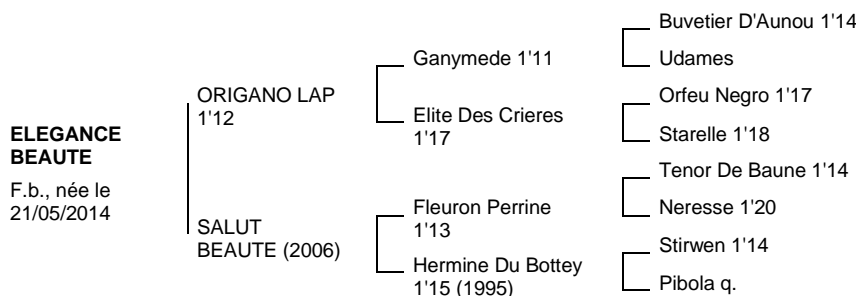 ELEGANCE
BEAUTE
F.b., née le
21/05/2014
ORIGANO LAP
1'12
SALUT
BEAUTE (2006)
Ganymede 1'11
Elite Des Crieres
1'17
Fleuron Perrine
1'13
Hermine Du Bottey
1'15 (1995)
Buvetier D'Aunou 1'14
Udames
Orfeu Negro 1'17
Starelle 1'18
Tenor De Baune 1'14
Neresse 1'20
Stirwen 1'14
Pibola q.